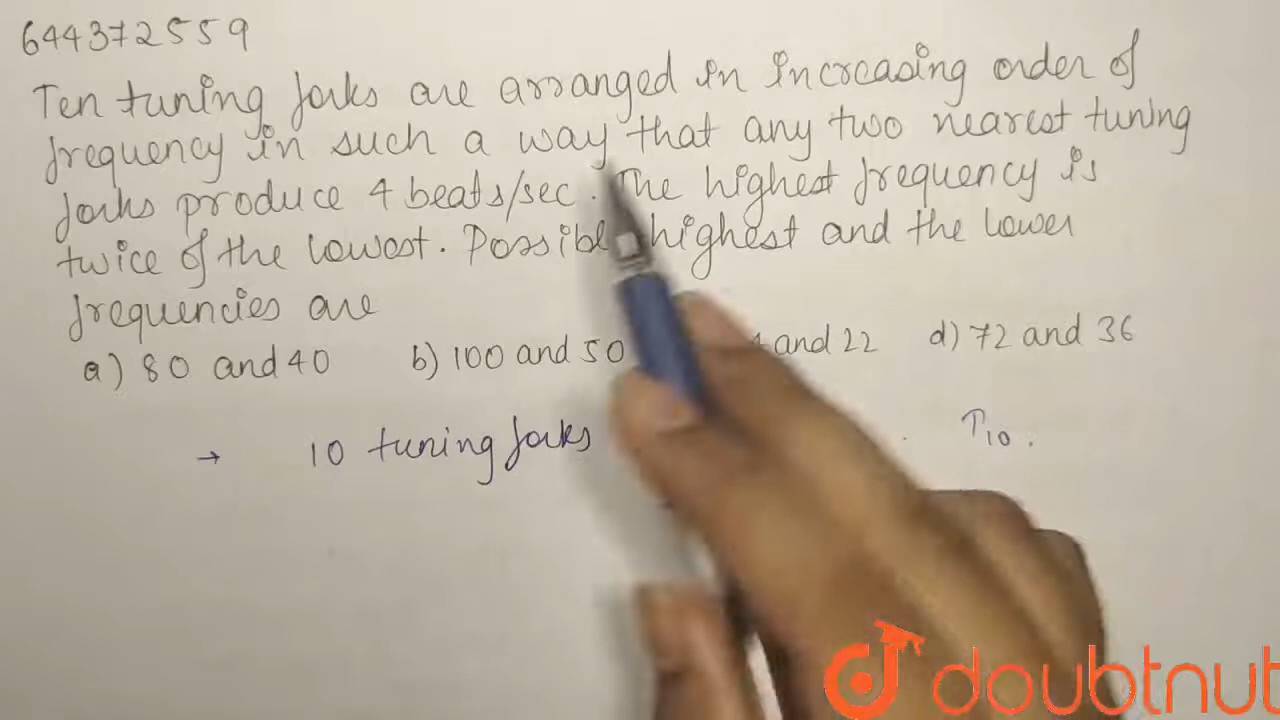 644372559
Ten tuning forks are arranged in increasing order of
frequency in such a way that any two nearest tuning
forks produce 4 beats/sec. The highest frequency is
twice of the lowest. Possible highest and the lower
frequencies are
a) 80 and 40 b) 100 and 50 and 22 d) 72 and 36
→ 10 tuning forks T10.
doubtnut